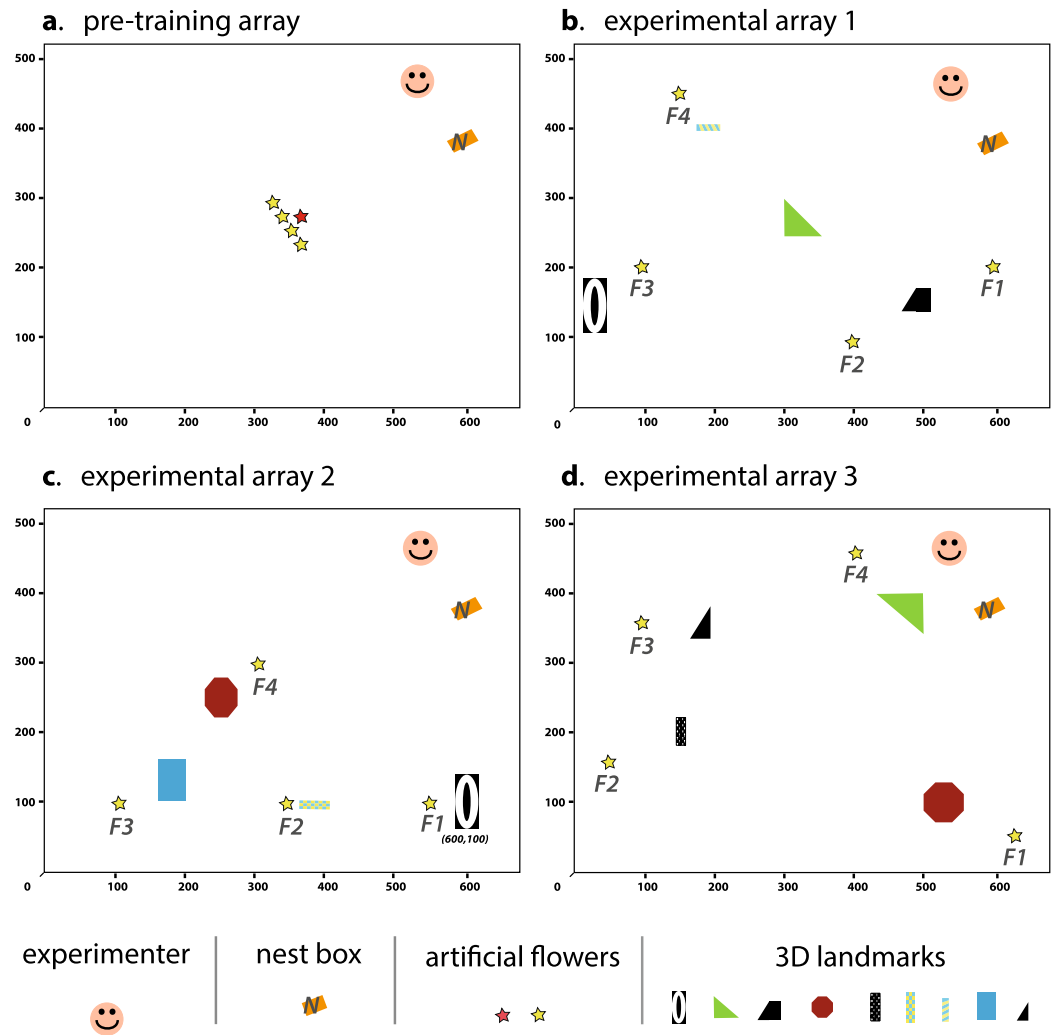 a. pre-training array
500
400
300
200
100
0
100
200
300
400
500
600
N
b. experimental array 1
500
400
300
200
100
0
100
200
300
400
500
600
F4
N
F3
F1
F2
c. experimental array 2
500
400
300
200
100
0
100
200
300
400
500
600
N
F4
F3
F2
F1
(600,100)
d. experimental array 3
500
400
300
200
100
0
100
200
300
400
500
600
F4
N
F3
F2
F1
experimenter
nest box
N
artificial flowers
3D landmarks